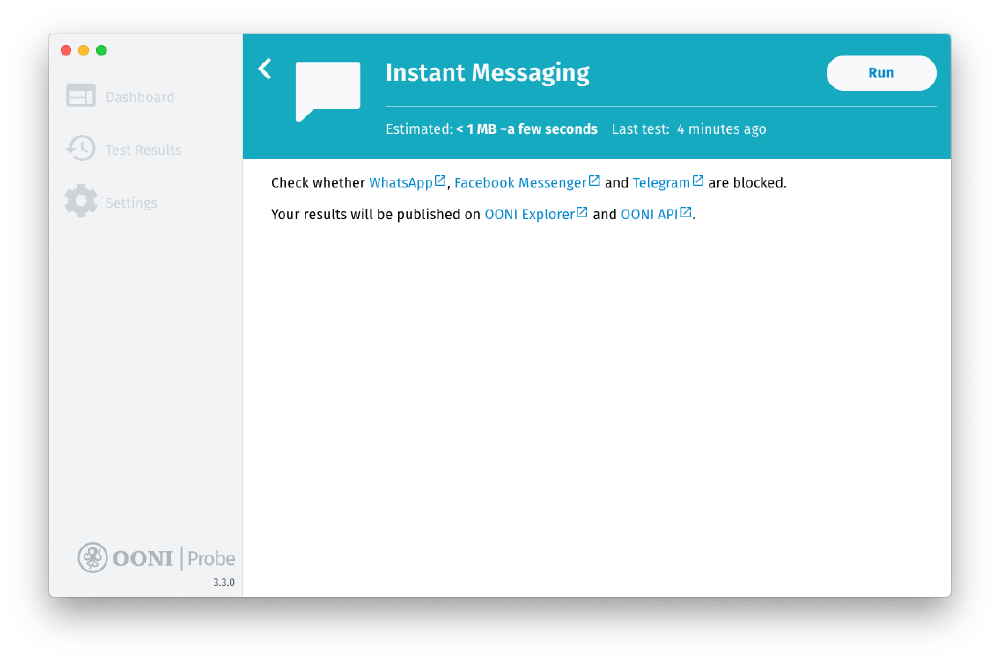 Dashboard
Test Results
Settings
OONI Probe
3.3.0
Instant Messaging
Run
Estimated: < 1 MB ~a few seconds Last test: 4 minutes ago
Check whether WhatsApp, Facebook Messenger and Telegram are blocked.
Your results will be published on OONI Explorer and OONI API.